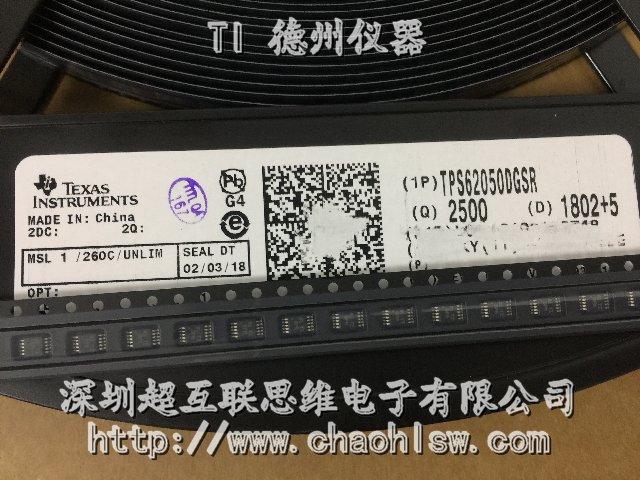 TI 德州仪器
TEXAS
INSTRUMENTS
MADE IN: China
2DC: 2Q:
MSL 1 /260C/UNLIM
SEAL DT
02/03/18
OPT:
QA
167
Pb
G4
e
(1P) TPS62050DGSR
(Q) 2500 (D) 1802+5
(P)
深圳超互联思维电子有限公司
http://www.chaohlsw.com